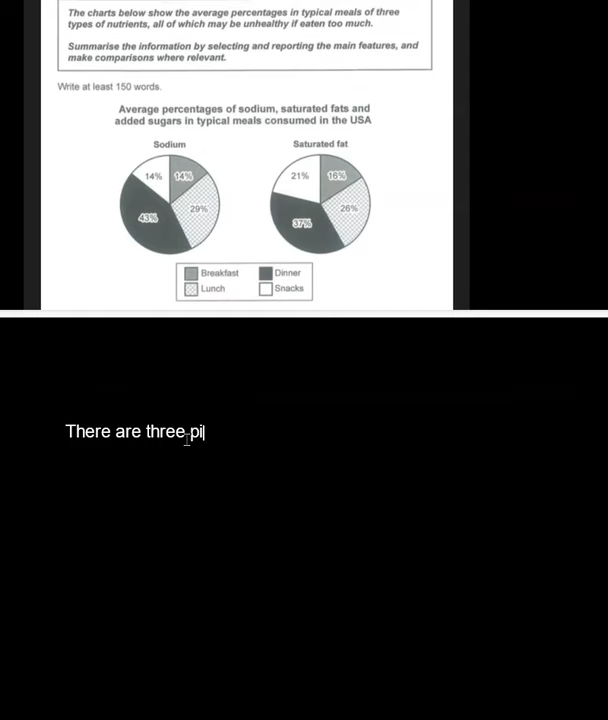 The charts below show the average percentages in typical meals of three
types of nutrients, all of which may be unhealthy if eaten too much.
Summarise the information by selecting and reporting the main features, and
make comparisons where relevant.
Write at least 150 words.
Average percentages of sodium, saturated fats and
added sugars in typical meals consumed in the USA
Sodium
Saturated fat
14%
14%
29%
43%
21%
16%
26%
37%
Breakfast
Dinner
Lunch
Snacks
There are three pi